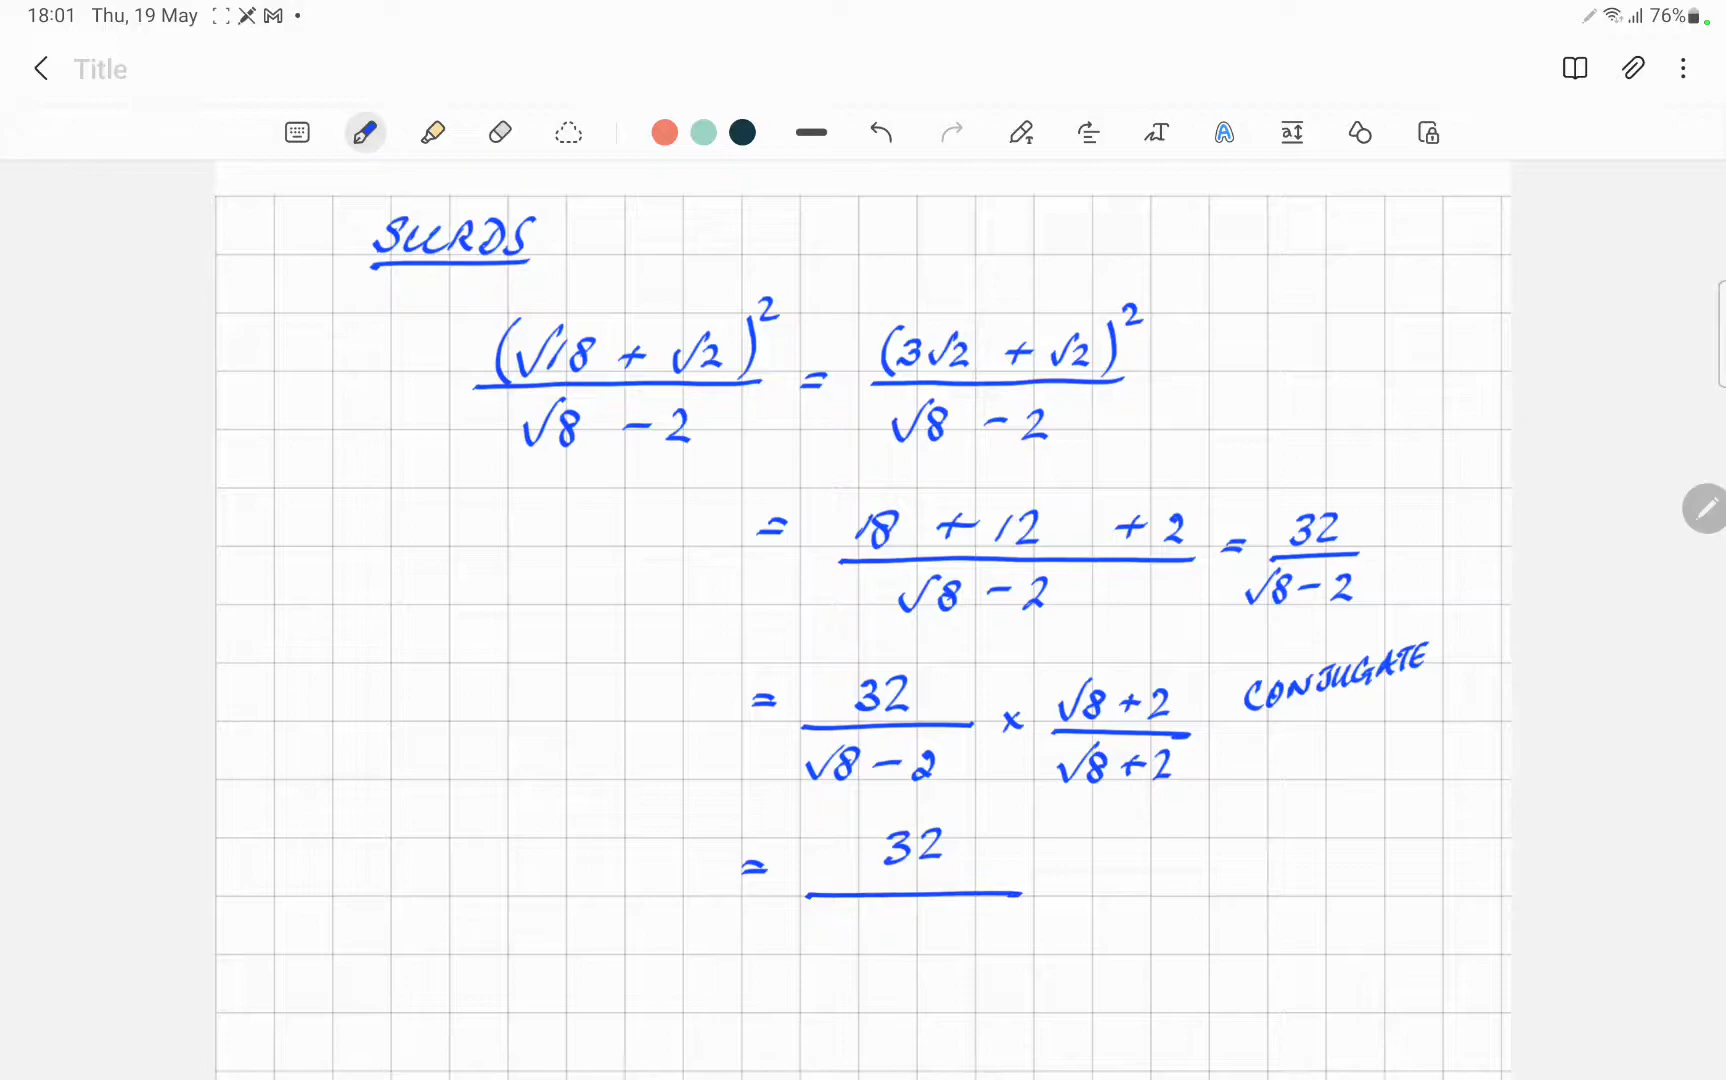 18:01 Thu, 19 May 76%
Title
SURDS
(√18 + √2)² / (√8 - 2) = (3√2 + √2)² / (√8 - 2)
= (18 + 12 + 2) / (√8 - 2) = 32 / (√8 - 2)
= 32 / (√8 - 2) × (√8 + 2) / (√8 + 2) CONJUGATE
= 32 /